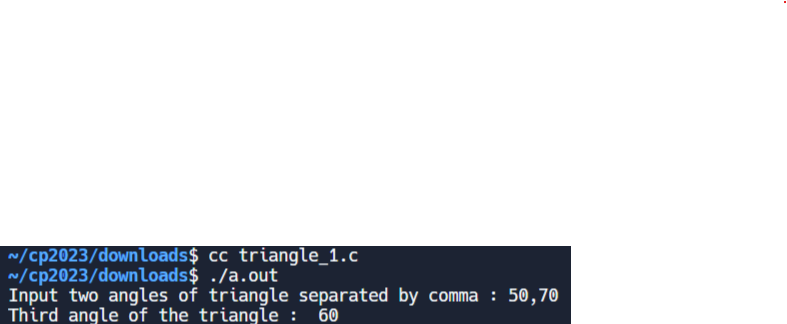 ~/cp2023/downloads$ cc triangle_1.c
~/cp2023/downloads$ ./a.out
Input two angles of triangle separated by comma : 50,70
Third angle of the triangle :  60